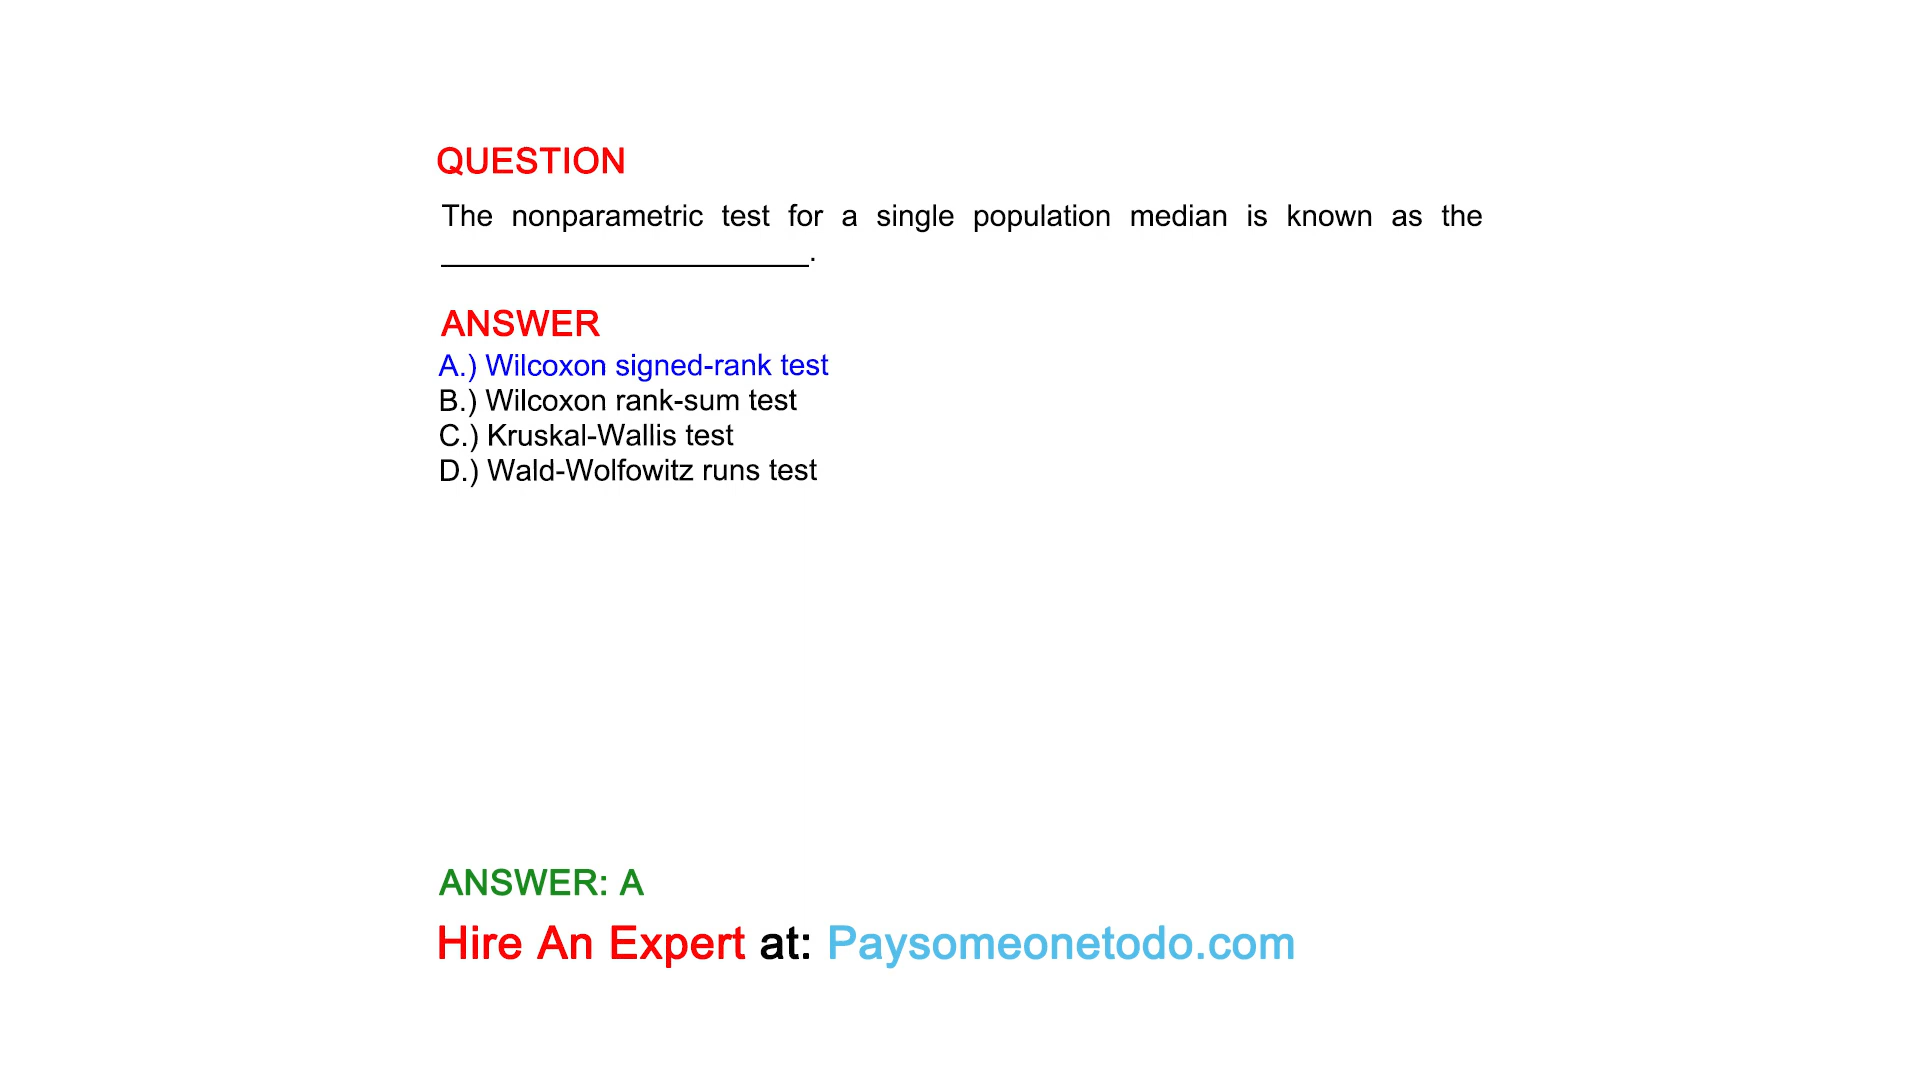 QUESTION
The nonparametric test for a single population median is known as the
______________________.
ANSWER
A.) Wilcoxon signed-rank test
B.) Wilcoxon rank-sum test
C.) Kruskal-Wallis test
D.) Wald-Wolfowitz runs test
ANSWER: A
Hire An Expert at: Paysomeonetodo.com